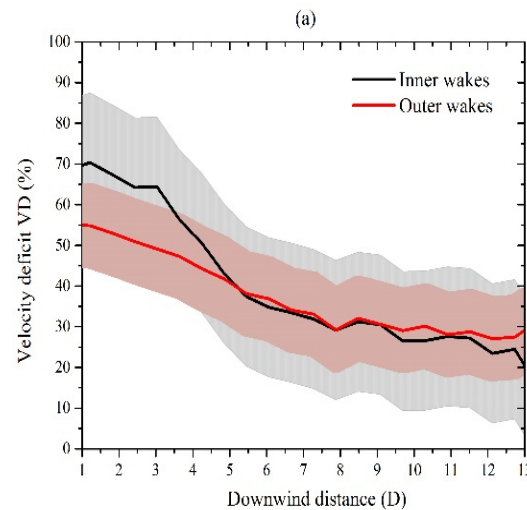 (a)
100
90
80
70
60
50
40
30
20
10
0
Velocity deficit VD (%)
Inner wakes
Outer wakes
1 2 3 4 5 6 7 8 9 10 11 12 13
Downwind distance (D)